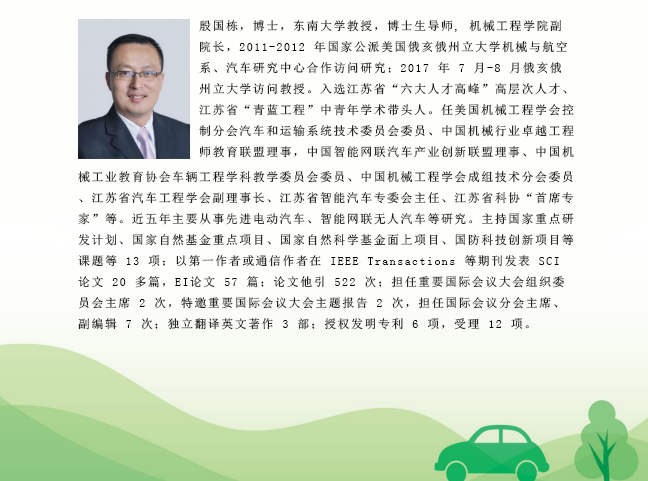 殷国栋，博士，东南大学教授，博士生导师, 机械工程学院副
院长，2011-2012 年国家公派美国俄亥俄州立大学机械与航空
系、汽车研究中心合作访问研究；2017 年 7 月-8 月俄亥俄
州立大学访问教授。入选江苏省“六大人才高峰”高层次人才、
江苏省“青蓝工程”中青年学术带头人。任美国机械工程学会控
制分会汽车和运输系统技术委员会委员、中国机械行业卓越工程
师教育联盟理事，中国智能网联汽车产业创新联盟理事、中国机
械工业教育协会车辆工程学科教学委员会委员、中国机械工程学会成组技术分会委员
、江苏省汽车工程学会副理事长、江苏省智能汽车专委会主任、江苏省科协“首席专
家”等。近五年主要从事先进电动汽车、智能网联无人汽车等研究。主持国家重点研
发计划、国家自然基金重点项目、国家自然科学基金面上项目、国防科技创新项目等
课题等 13 项；以第一作者或通信作者在 IEEE Transactions 等期刊发表 SCI
论文 20 多篇，EI论文 57 篇；论文他引 522 次；担任重要国际会议大会组织委
员会主席 2 次，特邀重要国际会议大会主题报告 2 次，担任国际会议分会主席、
副编辑 7 次；独立翻译英文著作 3 部；授权发明专利 6 项，受理 12 项。